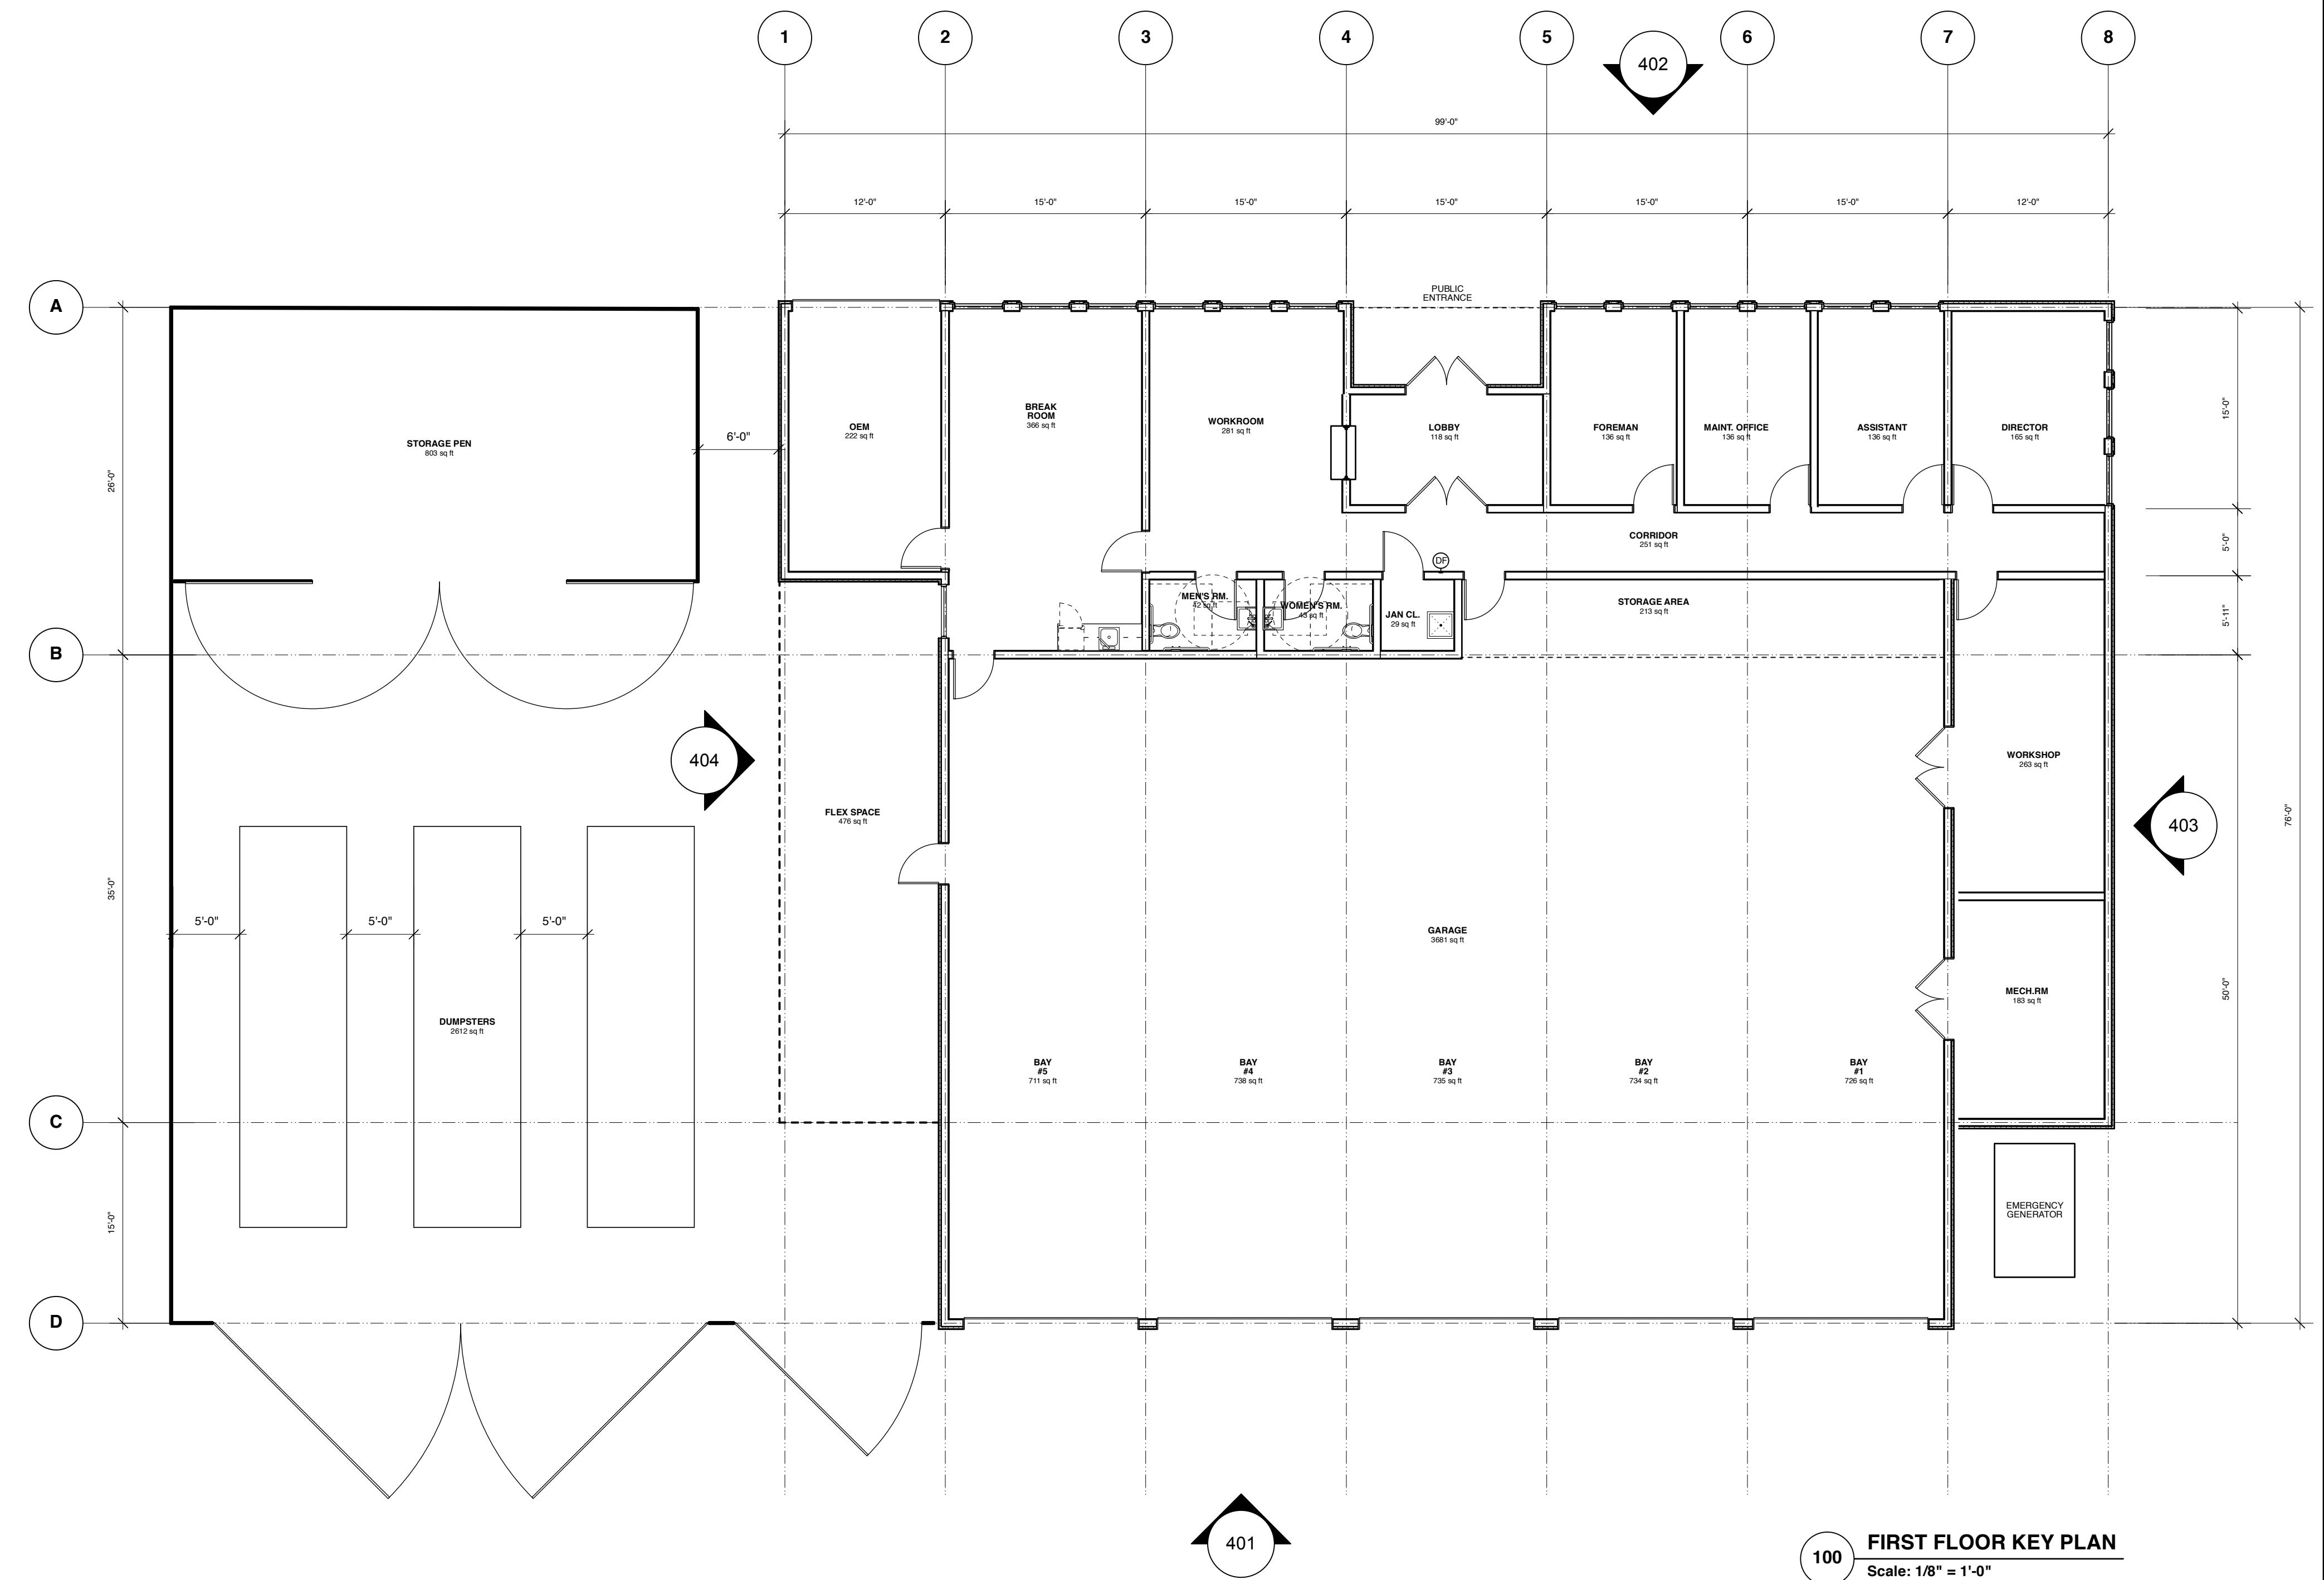 1
2
3
4
5
6
7
8
402
99'-0"
12'-0"
15'-0"
15'-0"
15'-0"
15'-0"
15'-0"
12'-0"
A
B
C
D
26'-0"
35'-0"
15'-0"
PUBLIC
ENTRANCE
STORAGE PEN
803 sq ft
6'-0"
OEM
222 sq ft
BREAK
ROOM
366 sq ft
WORKROOM
281 sq ft
LOBBY
118 sq ft
FOREMAN
136 sq ft
MAINT. OFFICE
136 sq ft
ASSISTANT
136 sq ft
DIRECTOR
165 sq ft
15'-0"
5'-0"
5'-11"
50'-0"
76'-0"
CORRIDOR
251 sq ft
DF
MEN'S RM.
42 sq ft
WOMEN'S RM.
43 sq ft
JAN CL.
29 sq ft
STORAGE AREA
213 sq ft
404
FLEX SPACE
476 sq ft
WORKSHOP
263 sq ft
403
5'-0"
5'-0"
5'-0"
GARAGE
3681 sq ft
DUMPSTERS
2612 sq ft
MECH.RM
183 sq ft
BAY
#5
711 sq ft
BAY
#4
738 sq ft
BAY
#3
735 sq ft
BAY
#2
734 sq ft
BAY
#1
726 sq ft
EMERGENCY
GENERATOR
401
100
FIRST FLOOR KEY PLAN
Scale: 1/8" = 1'-0"